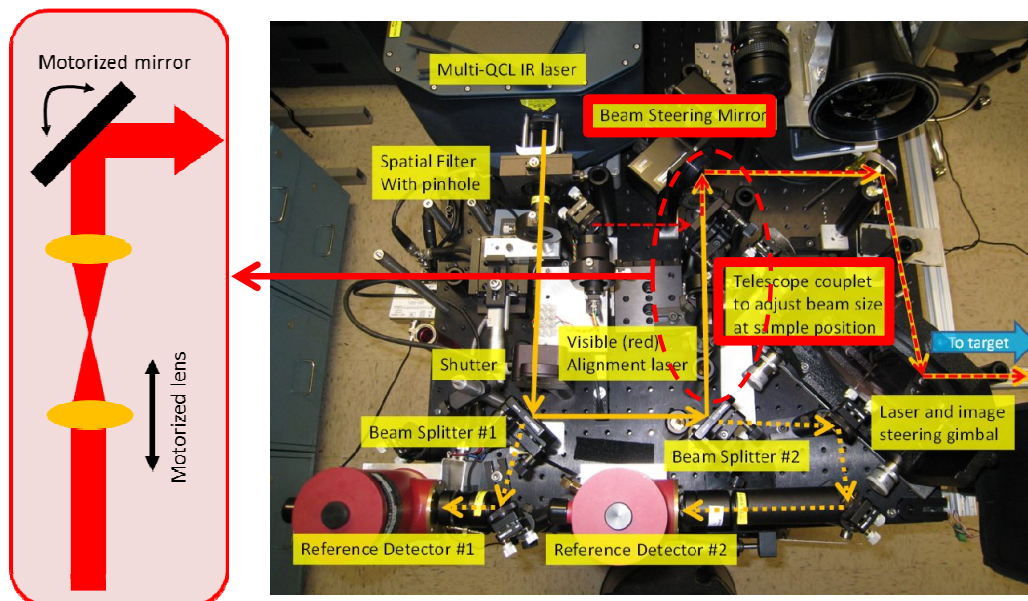 Motorized mirror
Motorized lens
Multi-QCL IR laser
Beam Steering Mirror
Spatial Filter
With pinhole
Telescope couplet
to adjust beam size
at sample position
Visible (red)
Alignment laser
Shutter
To target
Laser and image
steering gimbal
Beam Splitter #1
Beam Splitter #2
Reference Detector #1
Reference Detector #2